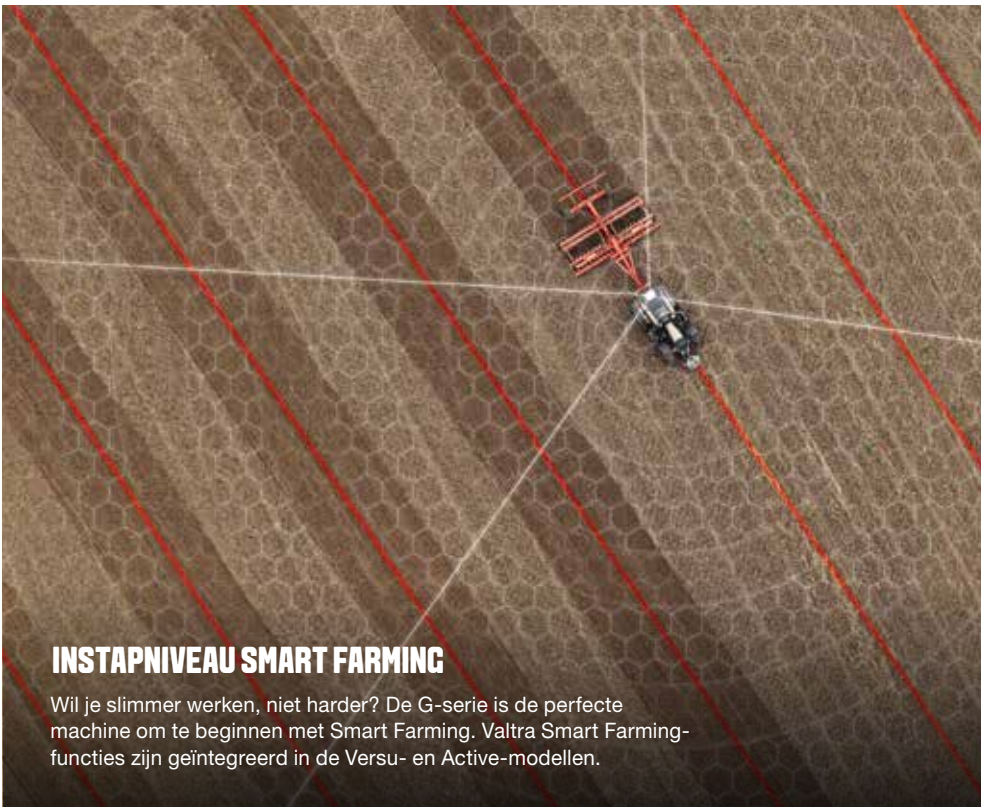 INSTAPNIVEAU SMART FARMING
Wil je slimmer werken, niet harder? De G-serie is de perfecte
machine om te beginnen met Smart Farming. Valtra Smart Farming-
functies zijn geïntegreerd in de Versu- en Active-modellen.